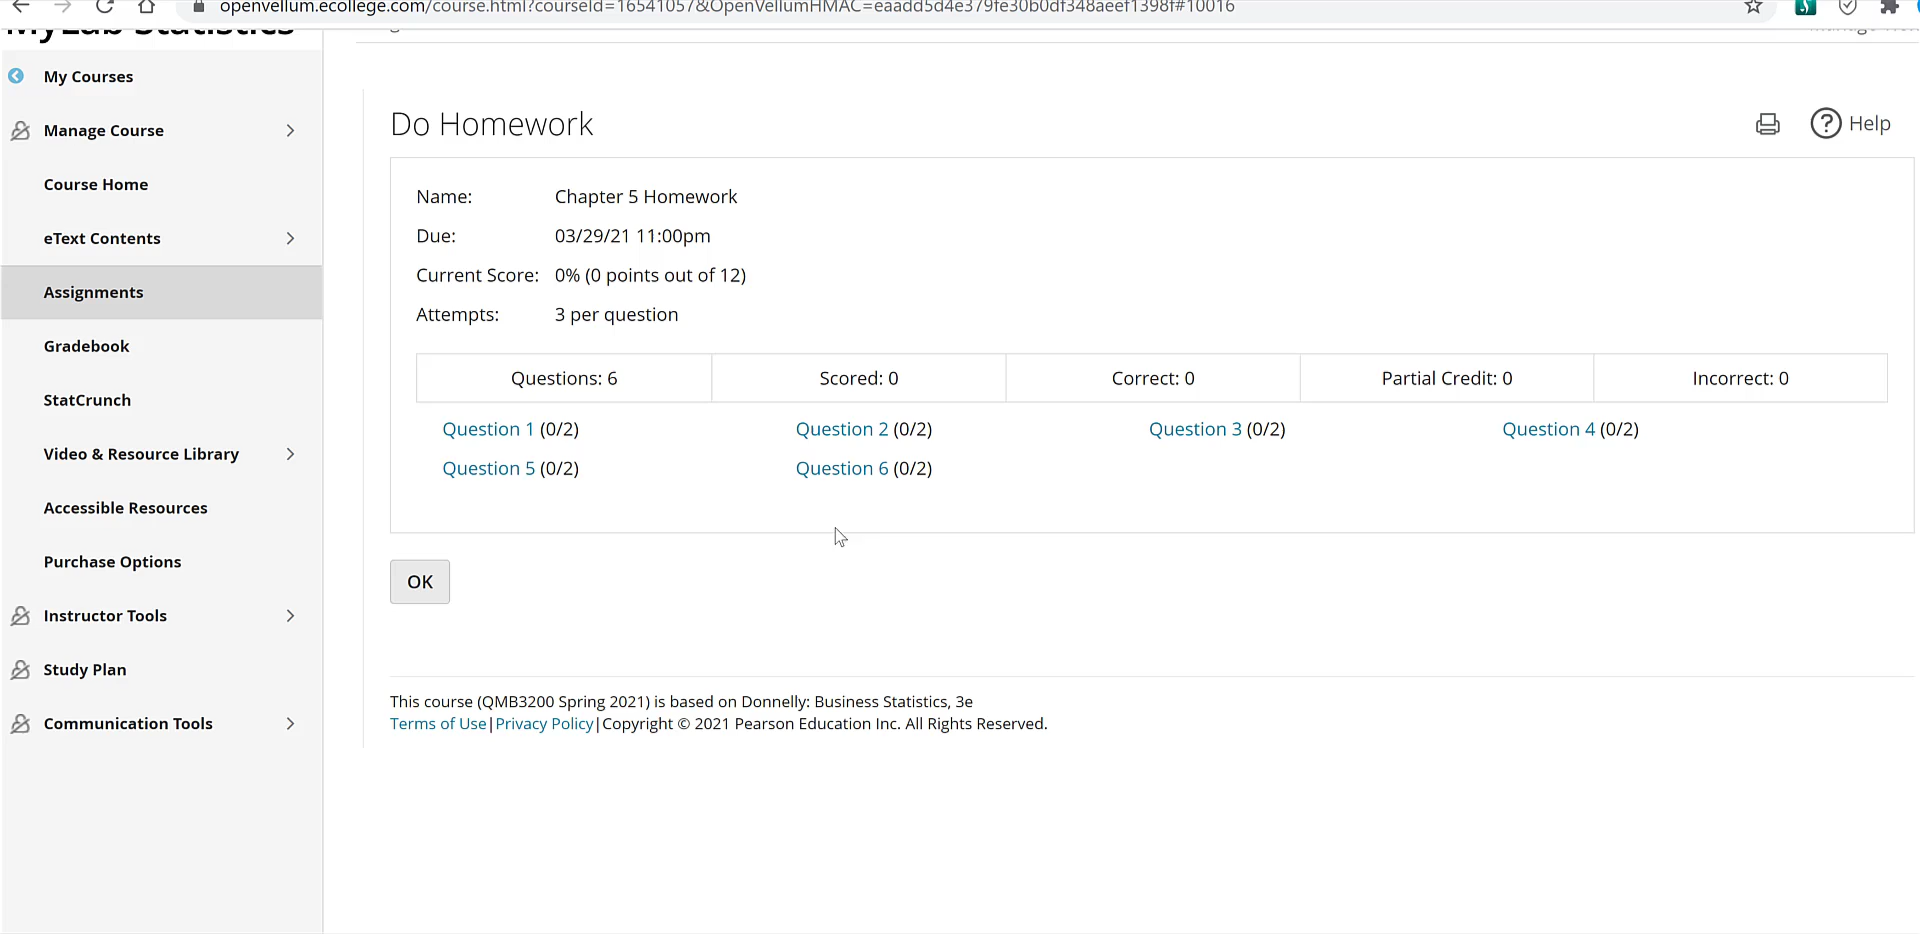 openvellum.ecollege.com/course.html?courseId=16541057&OpenVellumHMAC=eaadd5d4e379fe30b0df348aeef1398f#10016
MyLab Statistics
My Courses
Manage Course
Course Home
eText Contents
Assignments
Gradebook
StatCrunch
Video & Resource Library
Accessible Resources
Purchase Options
Instructor Tools
Study Plan
Communication Tools
Do Homework
Help
Name: Chapter 5 Homework
Due: 03/29/21 11:00pm
Current Score: 0% (0 points out of 12)
Attempts: 3 per question
Questions: 6 Scored: 0 Correct: 0 Partial Credit: 0 Incorrect: 0
Question 1 (0/2) Question 2 (0/2) Question 3 (0/2) Question 4 (0/2)
Question 5 (0/2) Question 6 (0/2)
OK
This course (QMB3200 Spring 2021) is based on Donnelly: Business Statistics, 3e
Terms of Use|Privacy Policy|Copyright © 2021 Pearson Education Inc. All Rights Reserved.